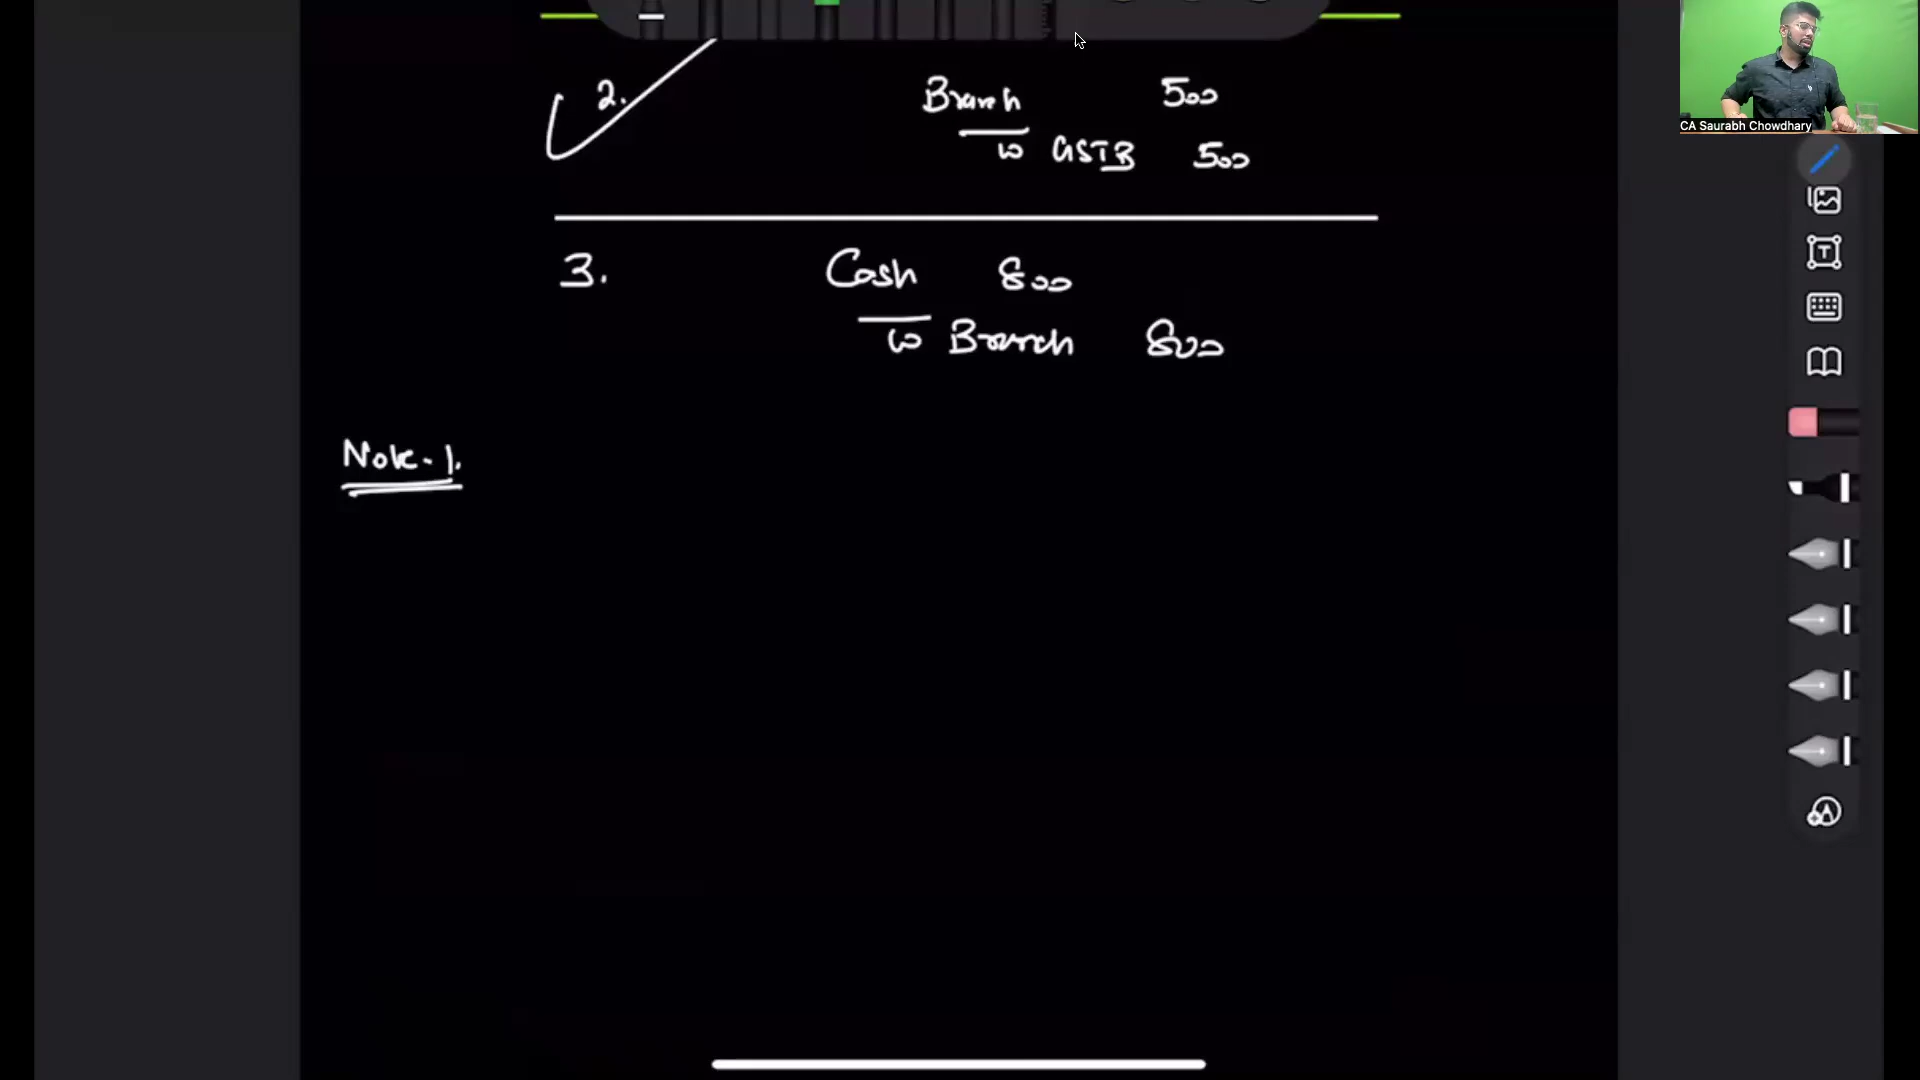 CA Saurabh Chowdhary
2. Branch 500
to GSTB 500
3. Cash 800
to Branch 800
Note-1.